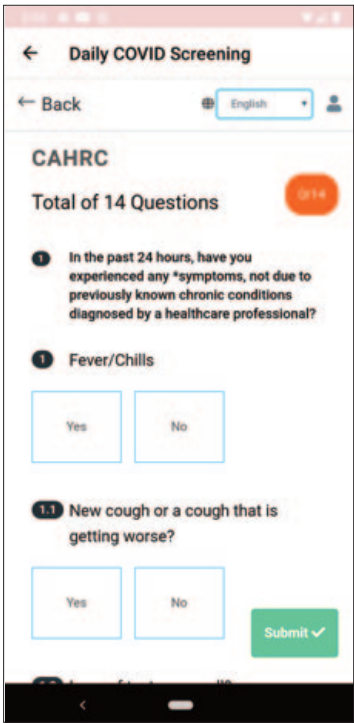 Daily COVID Screening
← Back
English
CAHRC
Total of 14 Questions
0/14
1 In the past 24 hours, have you
experienced any *symptoms, not due to
previously known chronic conditions
diagnosed by a healthcare professional?
1 Fever/Chills
Yes No
1.1 New cough or a cough that is
getting worse?
Yes No
Submit ✓